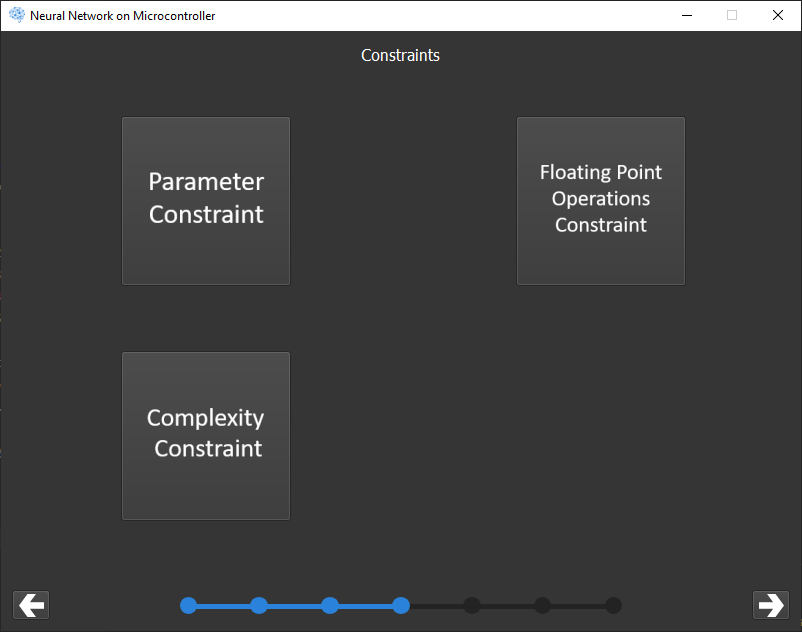 Neural Network on Microcontroller
Constraints
Parameter
Constraint
Floating Point
Operations
Constraint
Complexity
Constraint